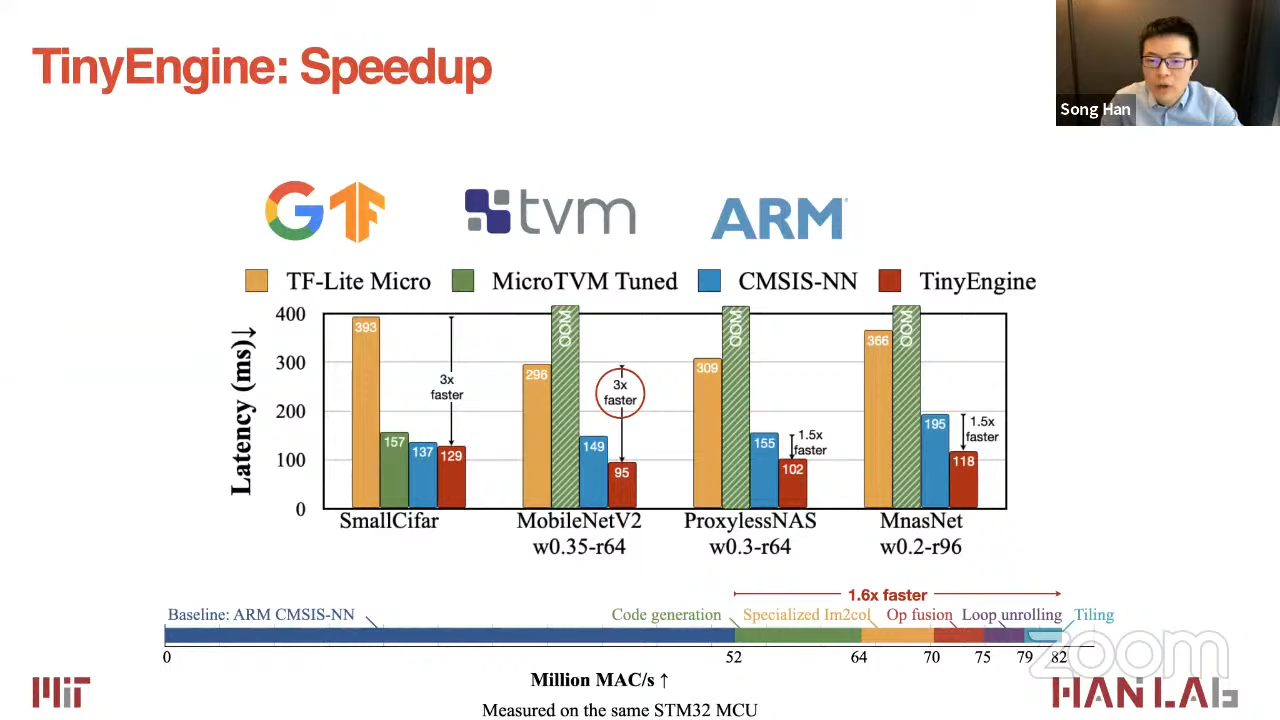 TinyEngine: Speedup
Song Han
G TF tvm ARM
TF-Lite Micro MicroTVM Tuned CMSIS-NN TinyEngine
Latency (ms)↓
400
300
200
100
0
393 157 137 129
3x
faster
296 OOM 149 95
3x
faster
309 OOM 155 102
1.5x
faster
366 OOM 195 118
1.5x
faster
SmallCifar MobileNetV2 ProxylessNAS MnasNet
w0.35-r64 w0.3-r64 w0.2-r96
1.6x faster
Baseline: ARM CMSIS-NN Code generation Specialized Im2col Op fusion Loop unrolling Tiling
0 52 64 70 75 79 82
Million MAC/s ↑
Measured on the same STM32 MCU
zoom
MIT
HAN LAB